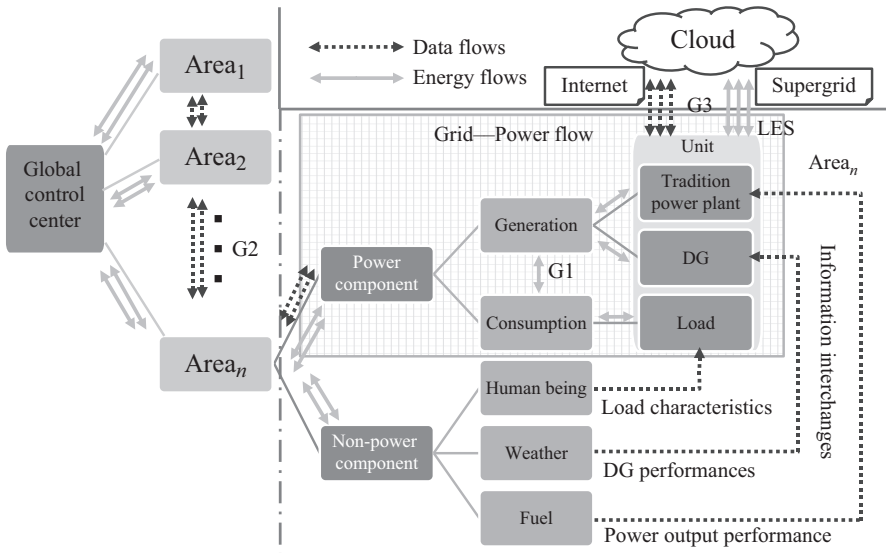 Area1
Area2
Global
control
center
G2
Arean
Data flows
Energy flows
Cloud
Internet
Supergrid
G3
LES
Grid—Power flow
Unit
Arean
Tradition
power plant
Generation
Power
component
G1
DG
Consumption
Load
Information interchanges
Human being
Load characteristics
Non-power
component
Weather
DG performances
Fuel
Power output performance